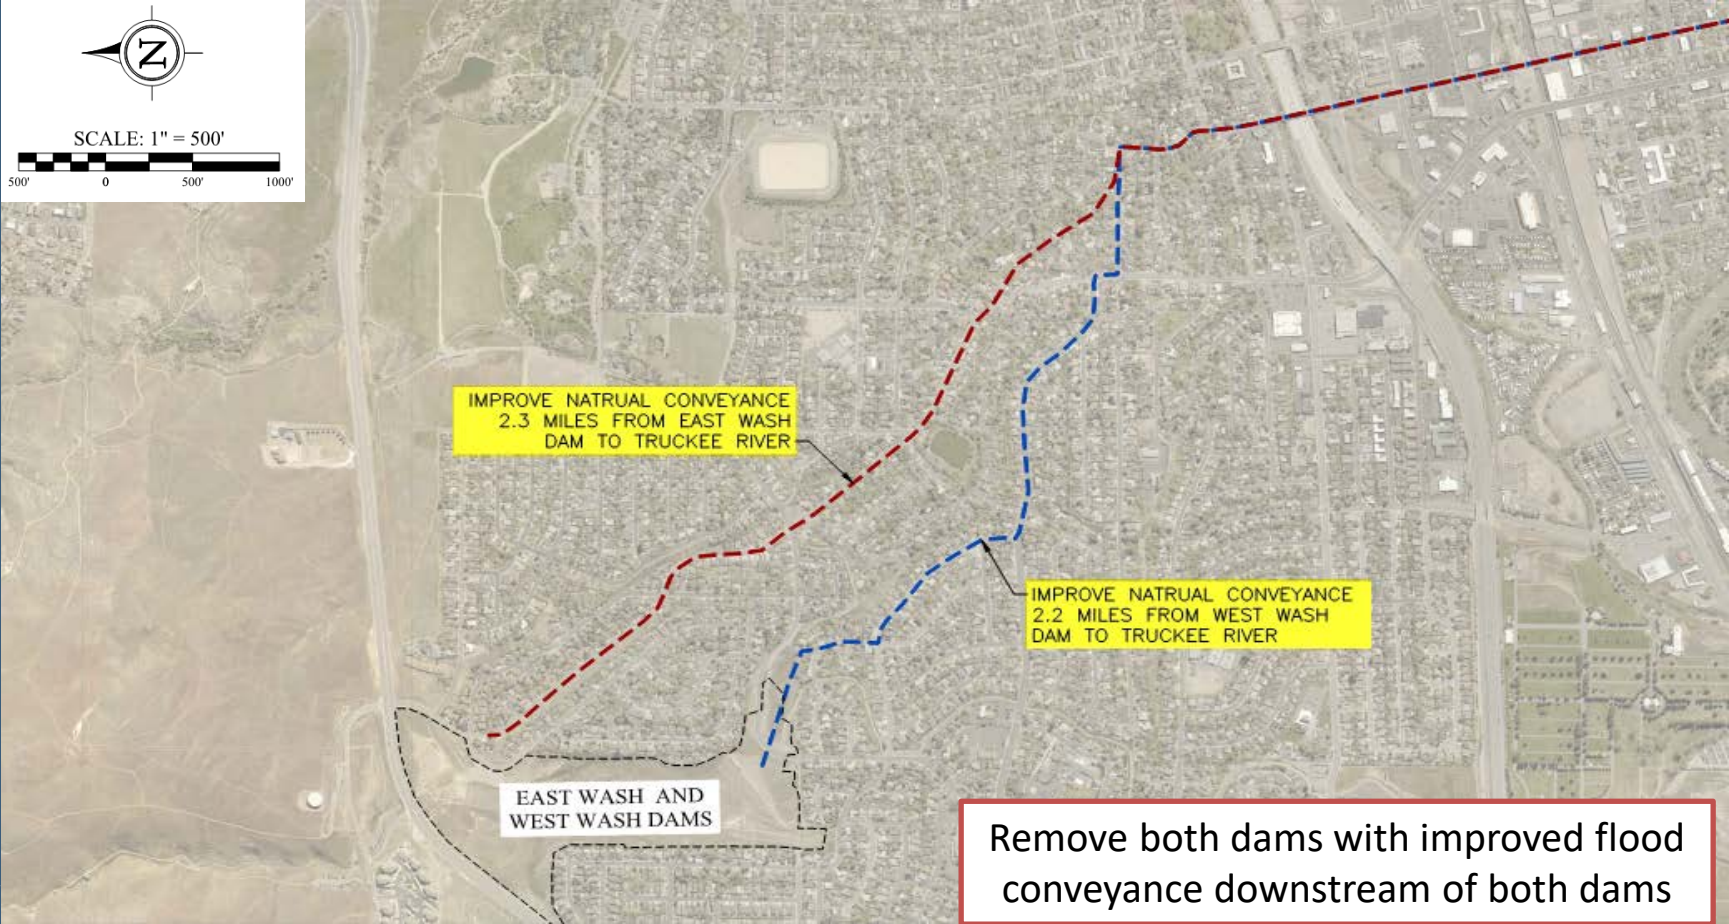 N
SCALE: 1" = 500'
500' 0 500' 1000'
IMPROVE NATRUAL CONVEYANCE
2.3 MILES FROM EAST WASH
DAM TO TRUCKEE RIVER
IMPROVE NATRUAL CONVEYANCE
2.2 MILES FROM WEST WASH
DAM TO TRUCKEE RIVER
EAST WASH AND
WEST WASH DAMS
Remove both dams with improved flood
conveyance downstream of both dams